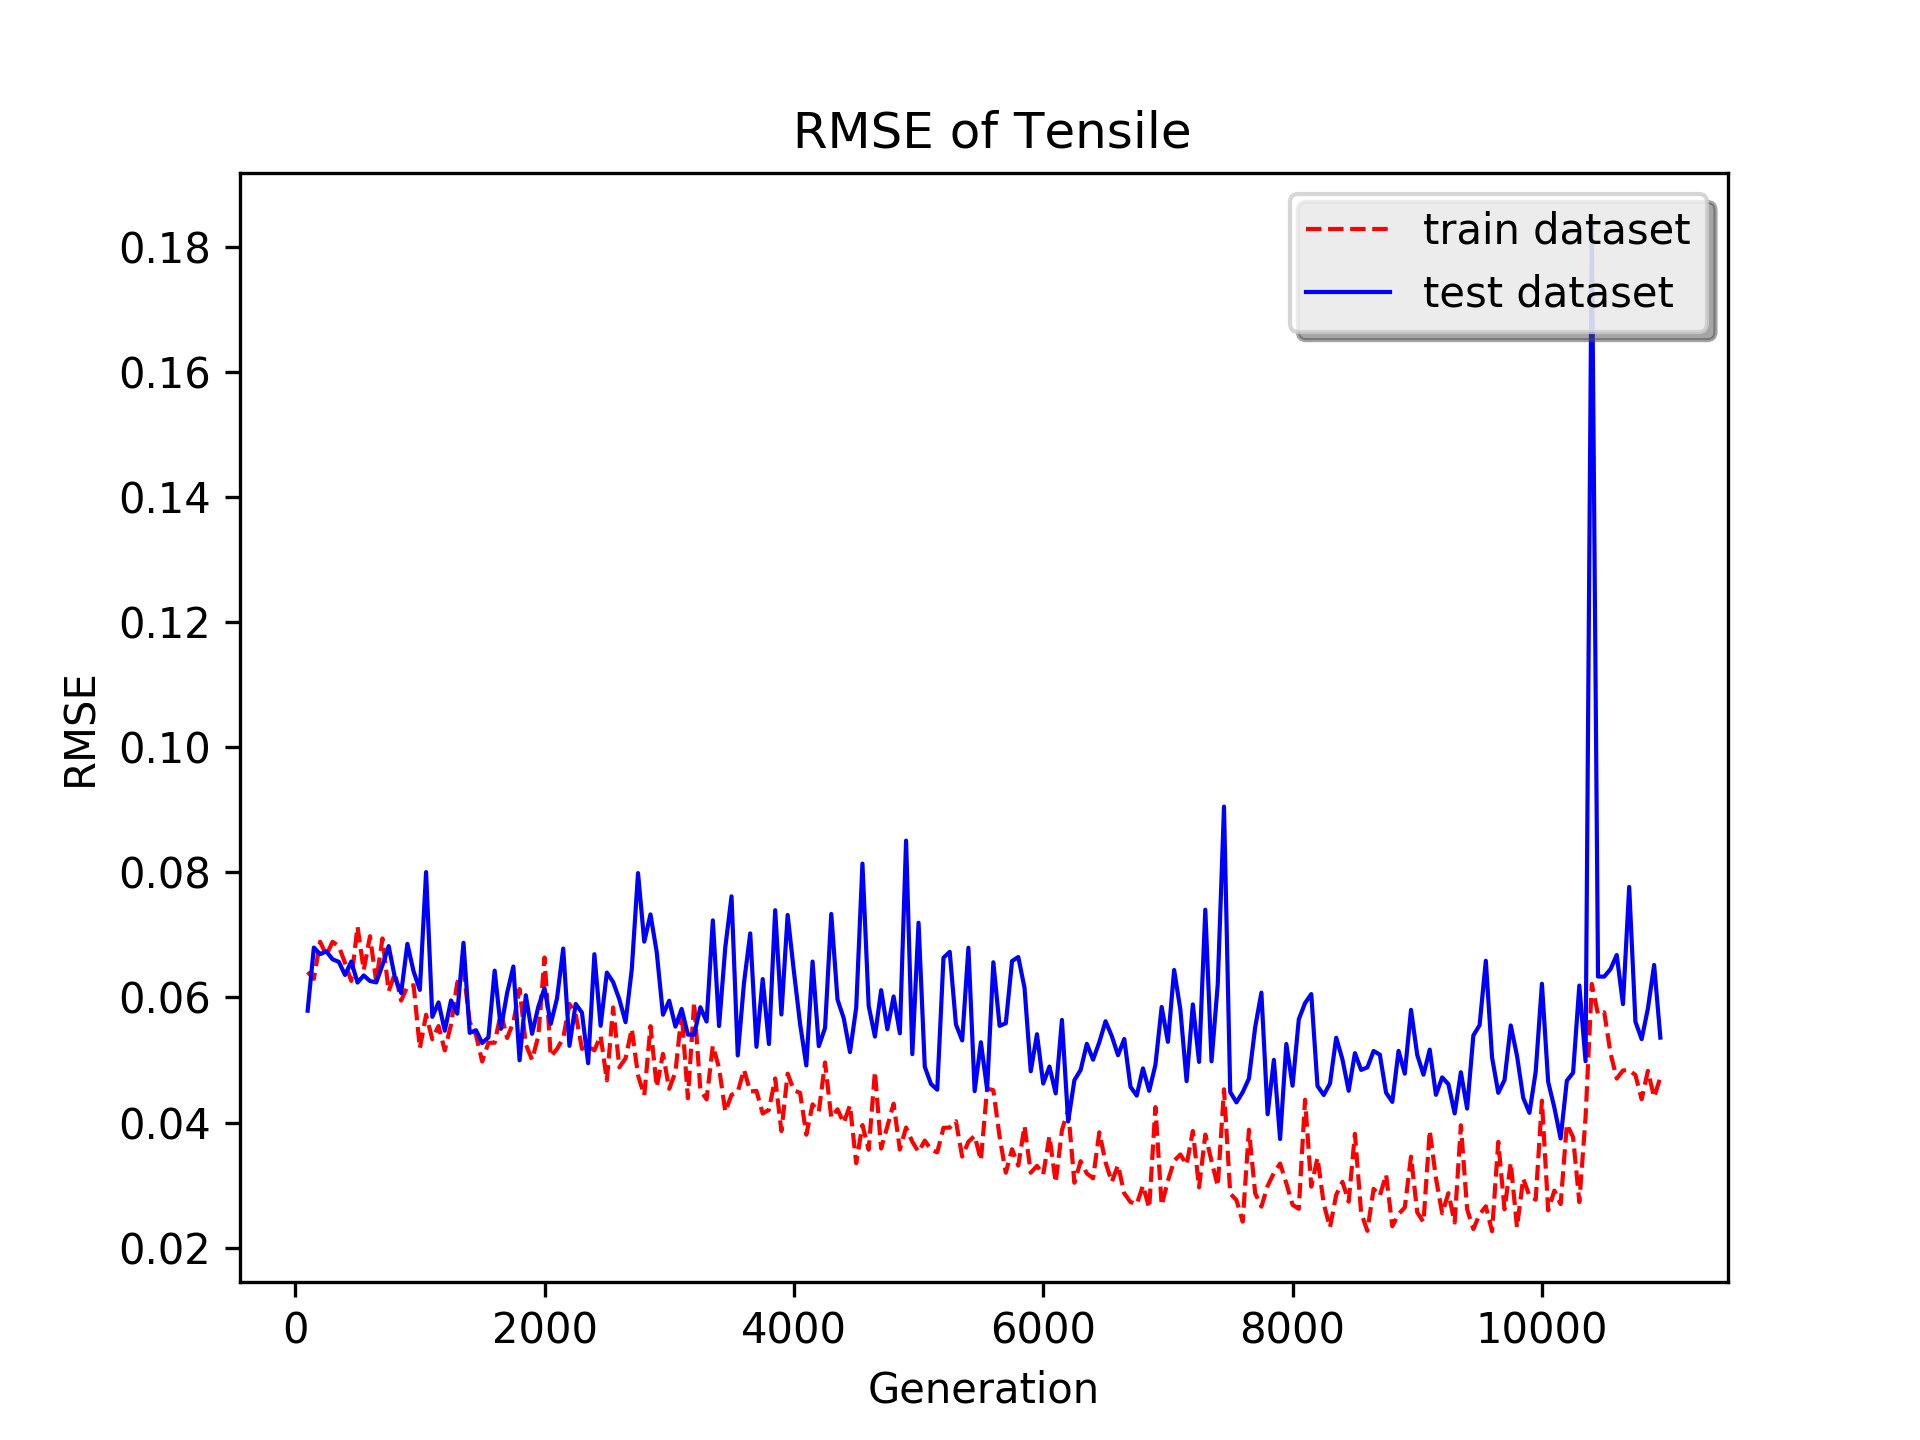 RMSE of Tensile
train dataset
test dataset
0.18
0.16
0.14
0.12
0.10
0.08
0.06
0.04
0.02
RMSE
0 2000 4000 6000 8000 10000
Generation